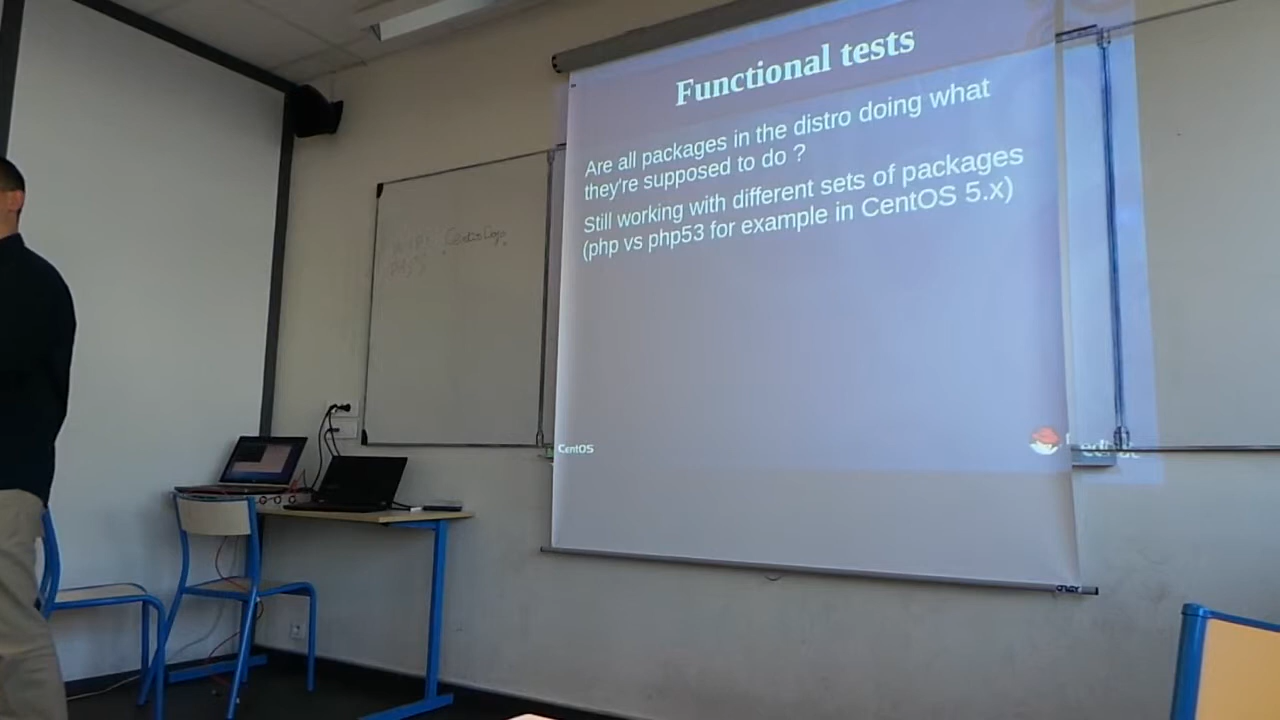 Functional tests
Are all packages in the distro doing what
they're supposed to do ?
Still working with different sets of packages
(php vs php53 for example in CentOS 5.x)
CentOS